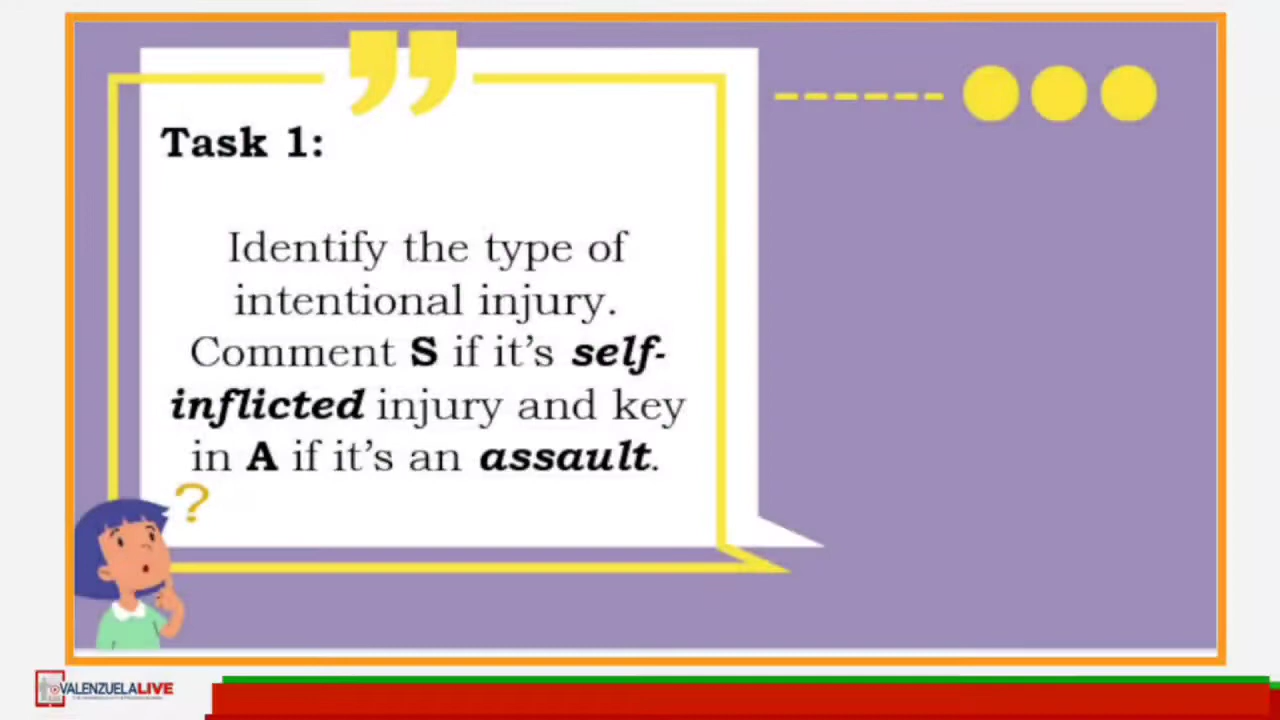 Task 1:
Identify the type of
intentional injury.
Comment S if it's self-
inflicted injury and key
in A if it's an assault.
?
VALENZUELALIVE